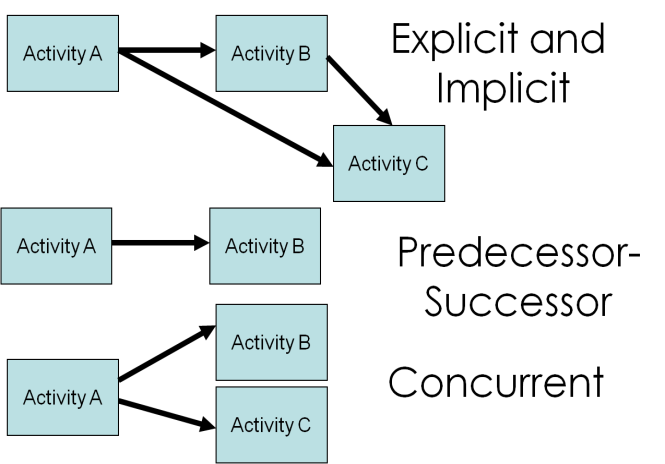 Activity A
Activity B
Explicit and
Implicit
Activity C
Activity A
Activity B
Predecessor-
Successor
Activity B
Activity A
Concurrent
Activity C